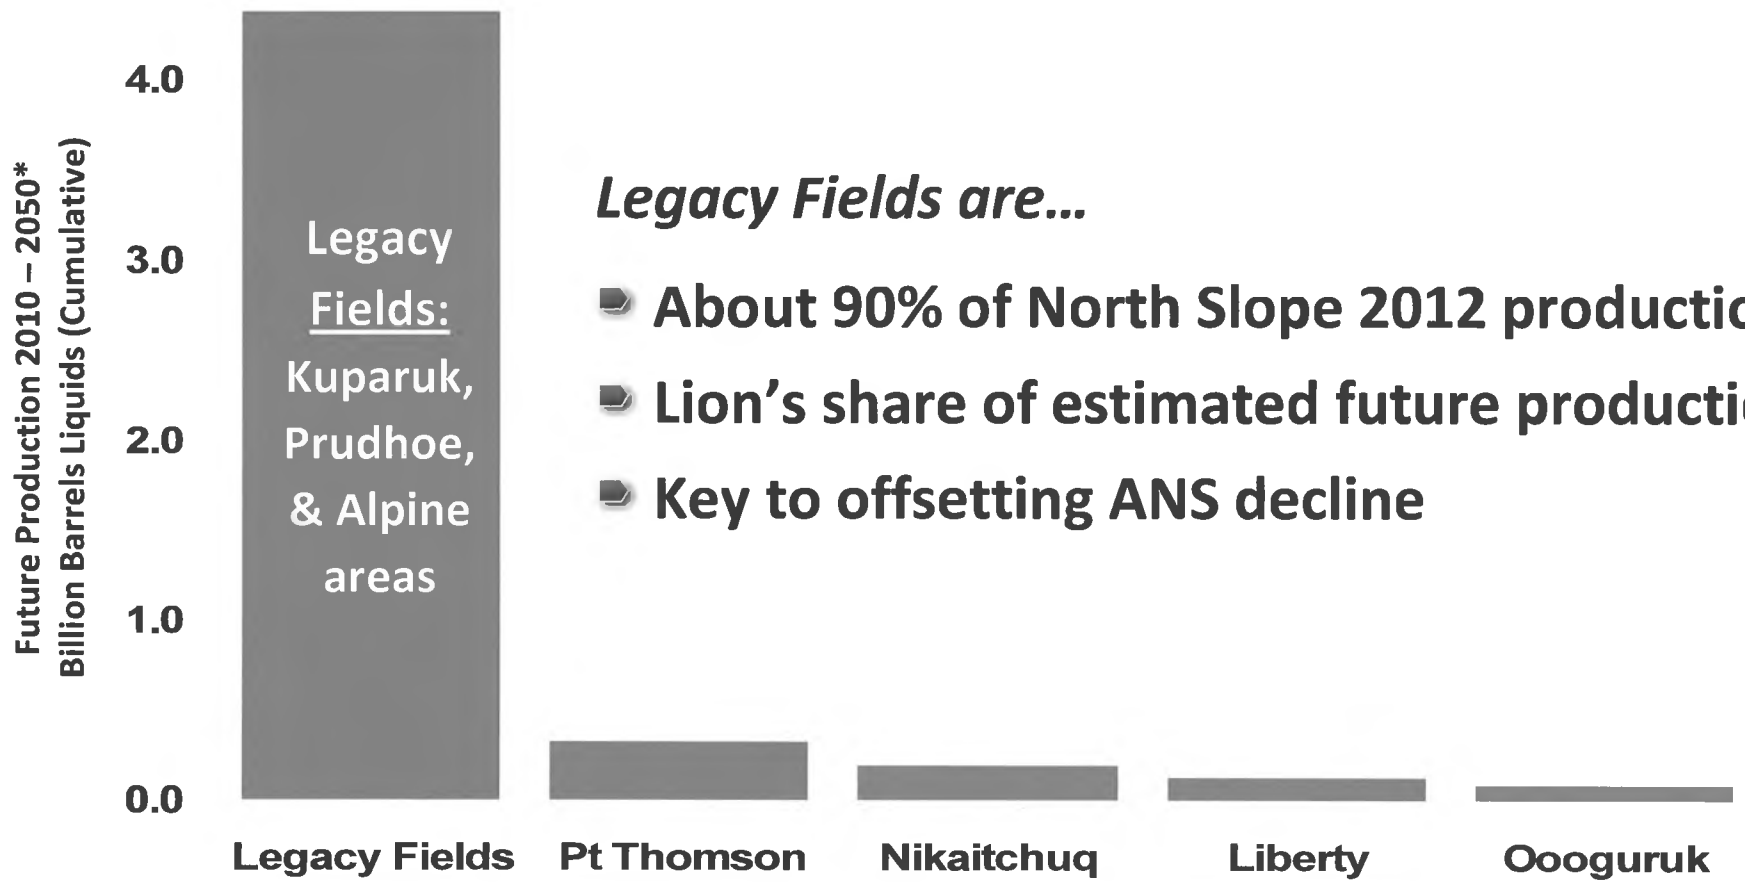 Future Production 2010 – 2050*
Billion Barrels Liquids (Cumulative)
4.0
3.0
2.0
1.0
0.0
Legacy
Fields:
Kuparuk,
Prudhoe,
& Alpine
areas
Legacy Fields are...
About 90% of North Slope 2012 productio
Lion's share of estimated future producti
Key to offsetting ANS decline
Legacy Fields
Pt Thomson
Nikaitchuq
Liberty
Oooguruk